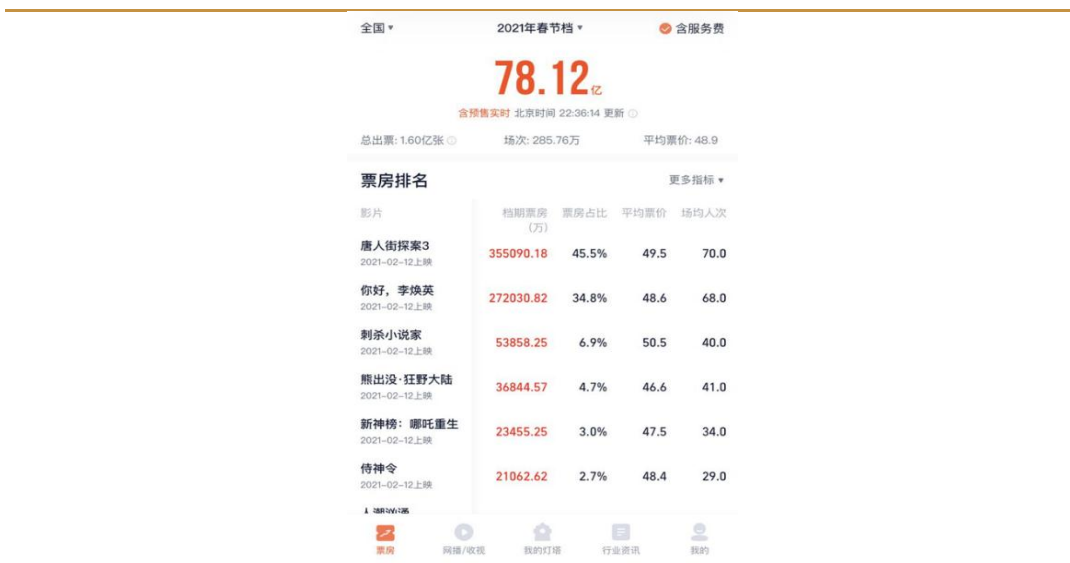 全国 2021年春节档 含服务费
78.12亿
含预售实时 北京时间 22:36:14 更新
总出票: 1.60亿张 场次: 285.76万 平均票价: 48.9
票房排名 更多指标
影片 档期票房 票房占比 平均票价 场均人次
(万)
唐人街探案3
355090.18 45.5% 49.5 70.0
2021-02-12上映
你好，李焕英
272030.82 34.8% 48.6 68.0
2021-02-12上映
刺杀小说家
53858.25 6.9% 50.5 40.0
2021-02-12上映
熊出没·狂野大陆
36844.57 4.7% 46.6 41.0
2021-02-12上映
新神榜：哪吒重生
23455.25 3.0% 47.5 34.0
2021-02-12上映
侍神令
21062.62 2.7% 48.4 29.0
2021-02-12上映
票房 网播/收视 我的灯塔 行业资讯 我的